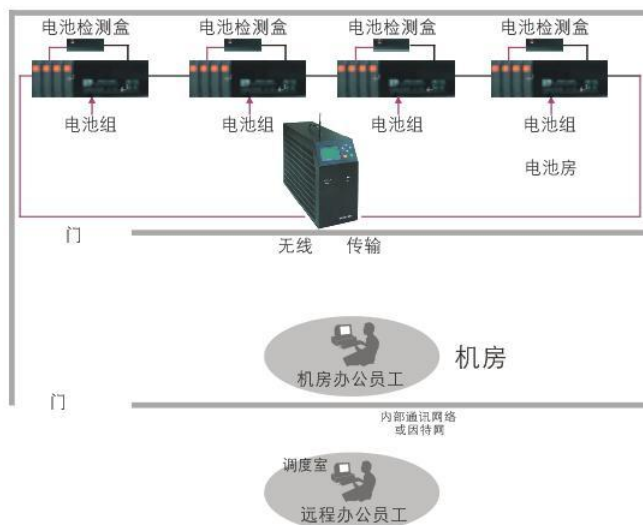 电池检测盒
电池检测盒
电池检测盒
电池检测盒
电池组
电池组
电池组
电池组
电池房
门
无线
传输
机房
机房办公员工
门
内部通讯网络
或因特网
调度室
远程办公员工